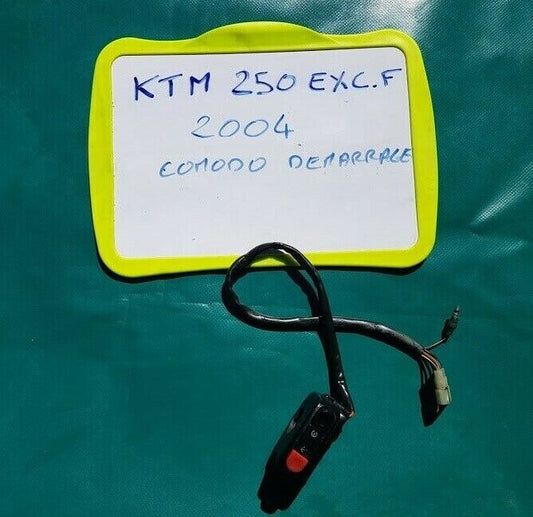 KTM 250 EXC.F
2004
COMODO DEMARRAGE